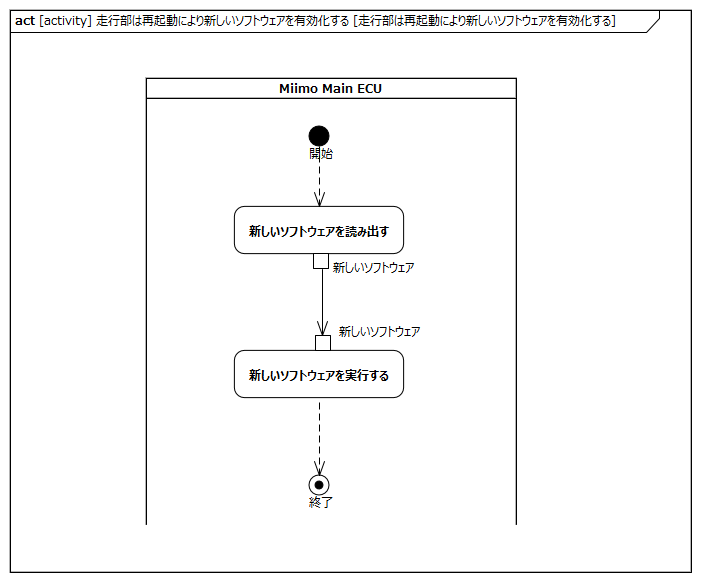 act [activity] 走行部は再起動により新しいソフトウェアを有効化する [走行部は再起動により新しいソフトウェアを有効化する]
Miimo Main ECU
開始
新しいソフトウェアを読み出す
新しいソフトウェア
新しいソフトウェア
新しいソフトウェアを実行する
終了